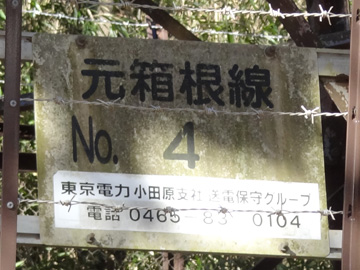 元箱根線
No. 4
東京電力 小田原支社 送電保守グループ
電話 0465-83 0104